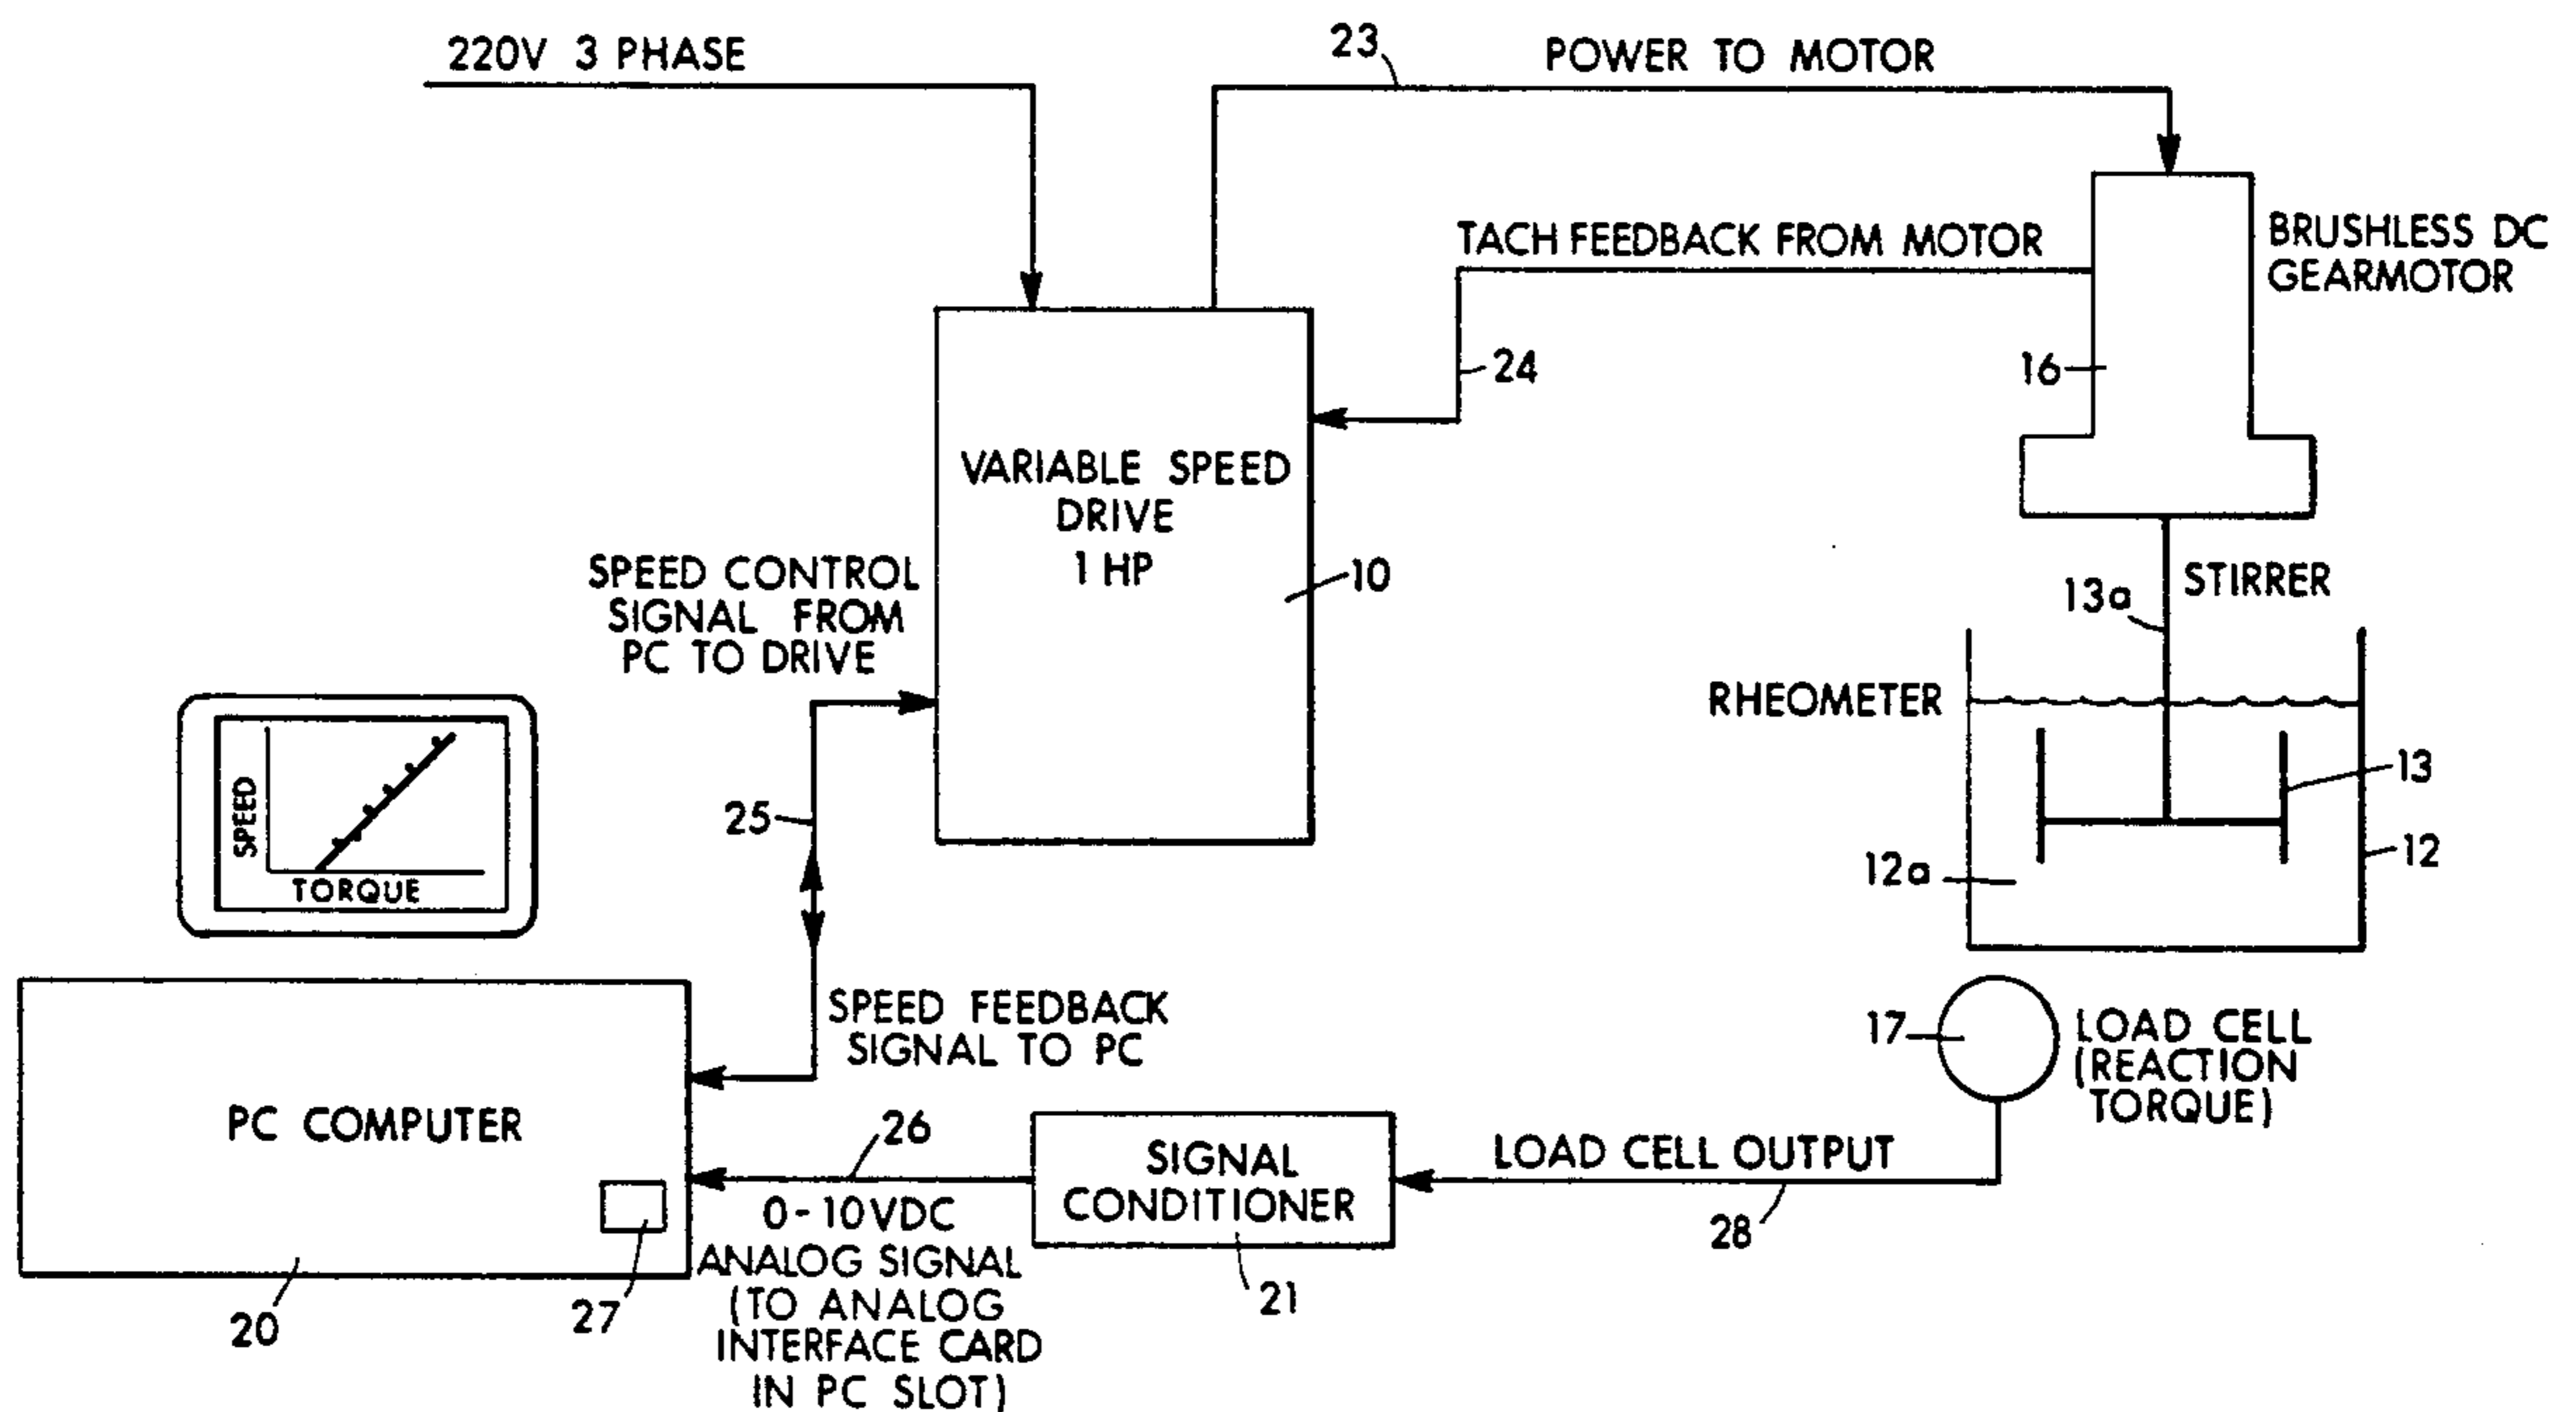 220V 3 PHASE
23
POWER TO MOTOR
TACH FEEDBACK FROM MOTOR
BRUSHLESS DC
GEARMOTOR
24
16
VARIABLE SPEED
DRIVE
1 HP
10
SPEED CONTROL
SIGNAL FROM
PC TO DRIVE
13a
STIRRER
RHEOMETER
13
12
12a
SPEED
TORQUE
25
SPEED FEEDBACK
SIGNAL TO PC
17
LOAD CELL
(REACTION
TORQUE)
PC COMPUTER
26
SIGNAL
CONDITIONER
LOAD CELL OUTPUT
28
0-10VDC
ANALOG SIGNAL
(TO ANALOG
INTERFACE CARD
IN PC SLOT)
21
20
27